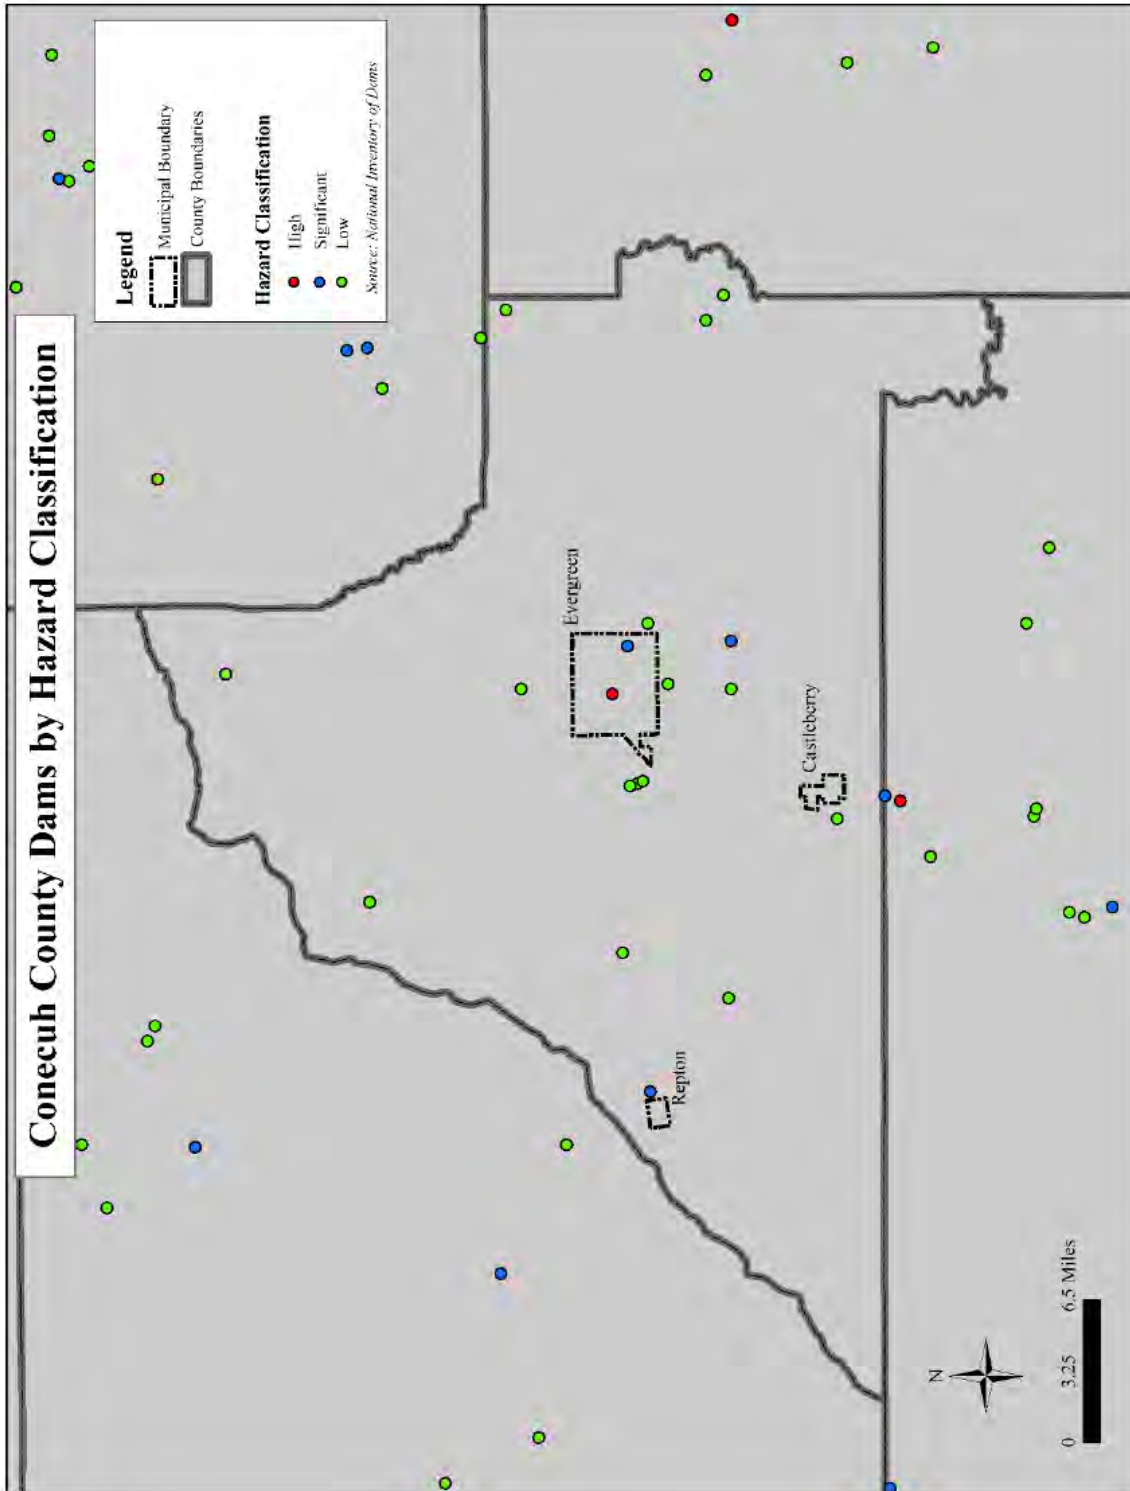 Conecuh County Dams by Hazard Classification
Legend
Municipal Boundary
County Boundaries
Hazard Classification
High
Significant
Low
Source: National Inventory of Dams
Evergreen
Castleberry
Repton
N
0 3.25 6.5 Miles